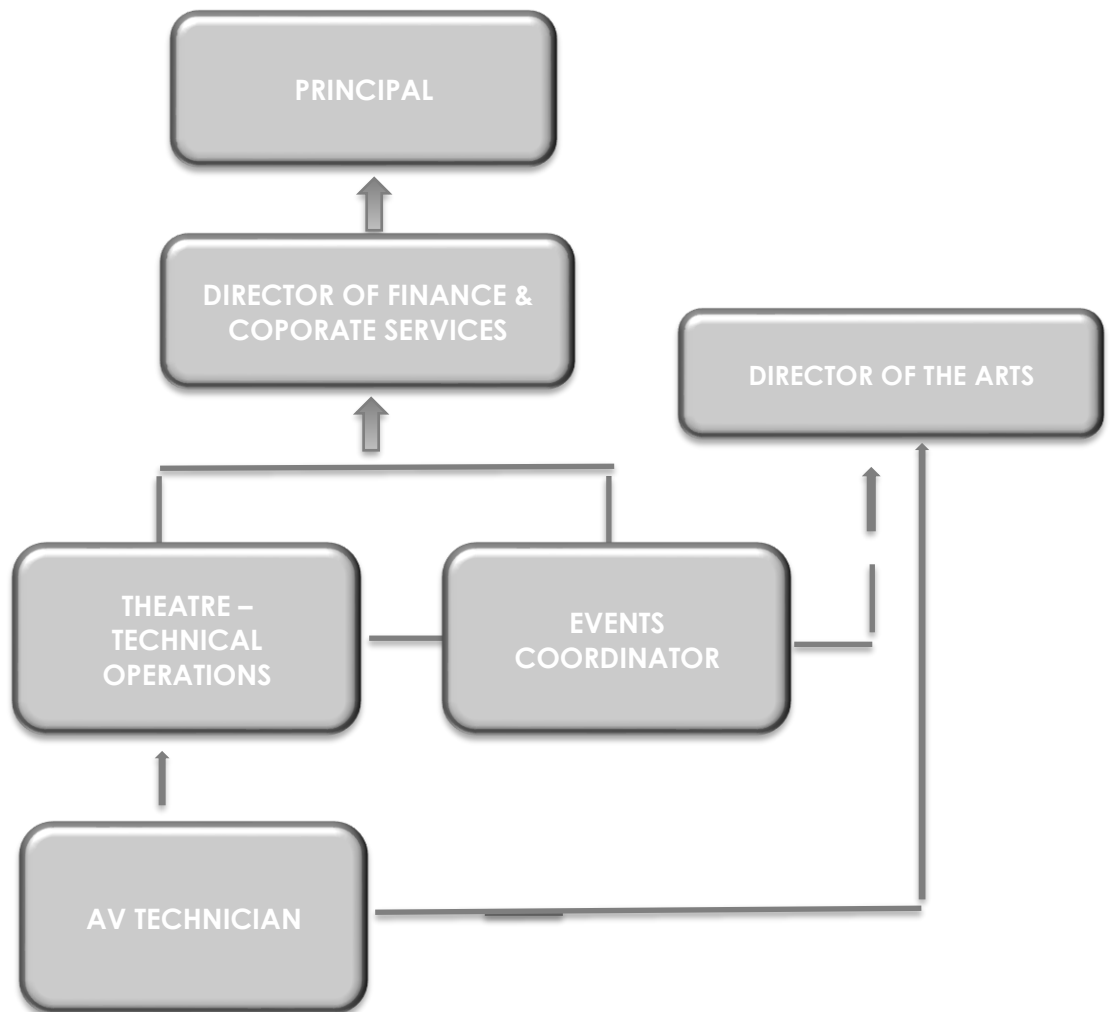 PRINCIPAL
DIRECTOR OF FINANCE &
COPORATE SERVICES
DIRECTOR OF THE ARTS
THEATRE –
TECHNICAL
OPERATIONS
EVENTS
COORDINATOR
AV TECHNICIAN